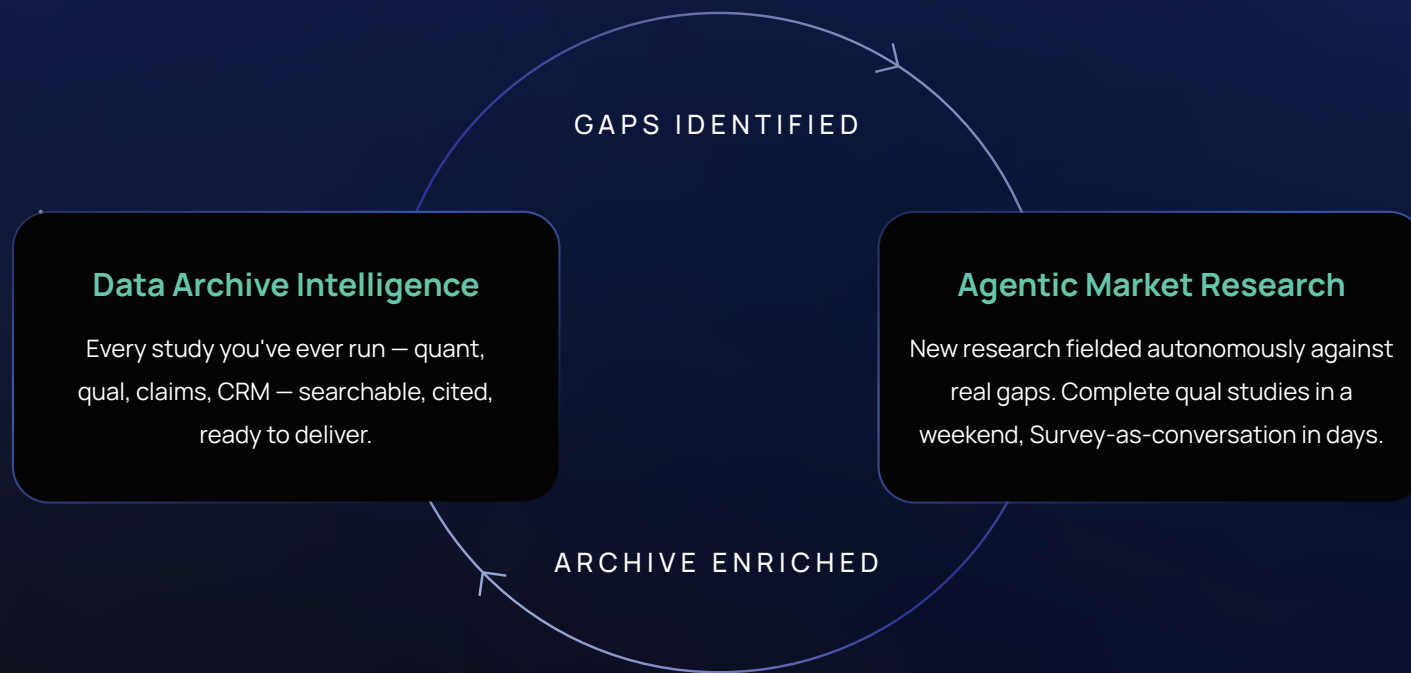 GAPS IDENTIFIED
Data Archive Intelligence
Every study you've ever run — quant,
qual, claims, CRM — searchable, cited,
ready to deliver.
Agentic Market Research
New research fielded autonomously against
real gaps. Complete qual studies in a
weekend, Survey-as-conversation in days.
ARCHIVE ENRICHED